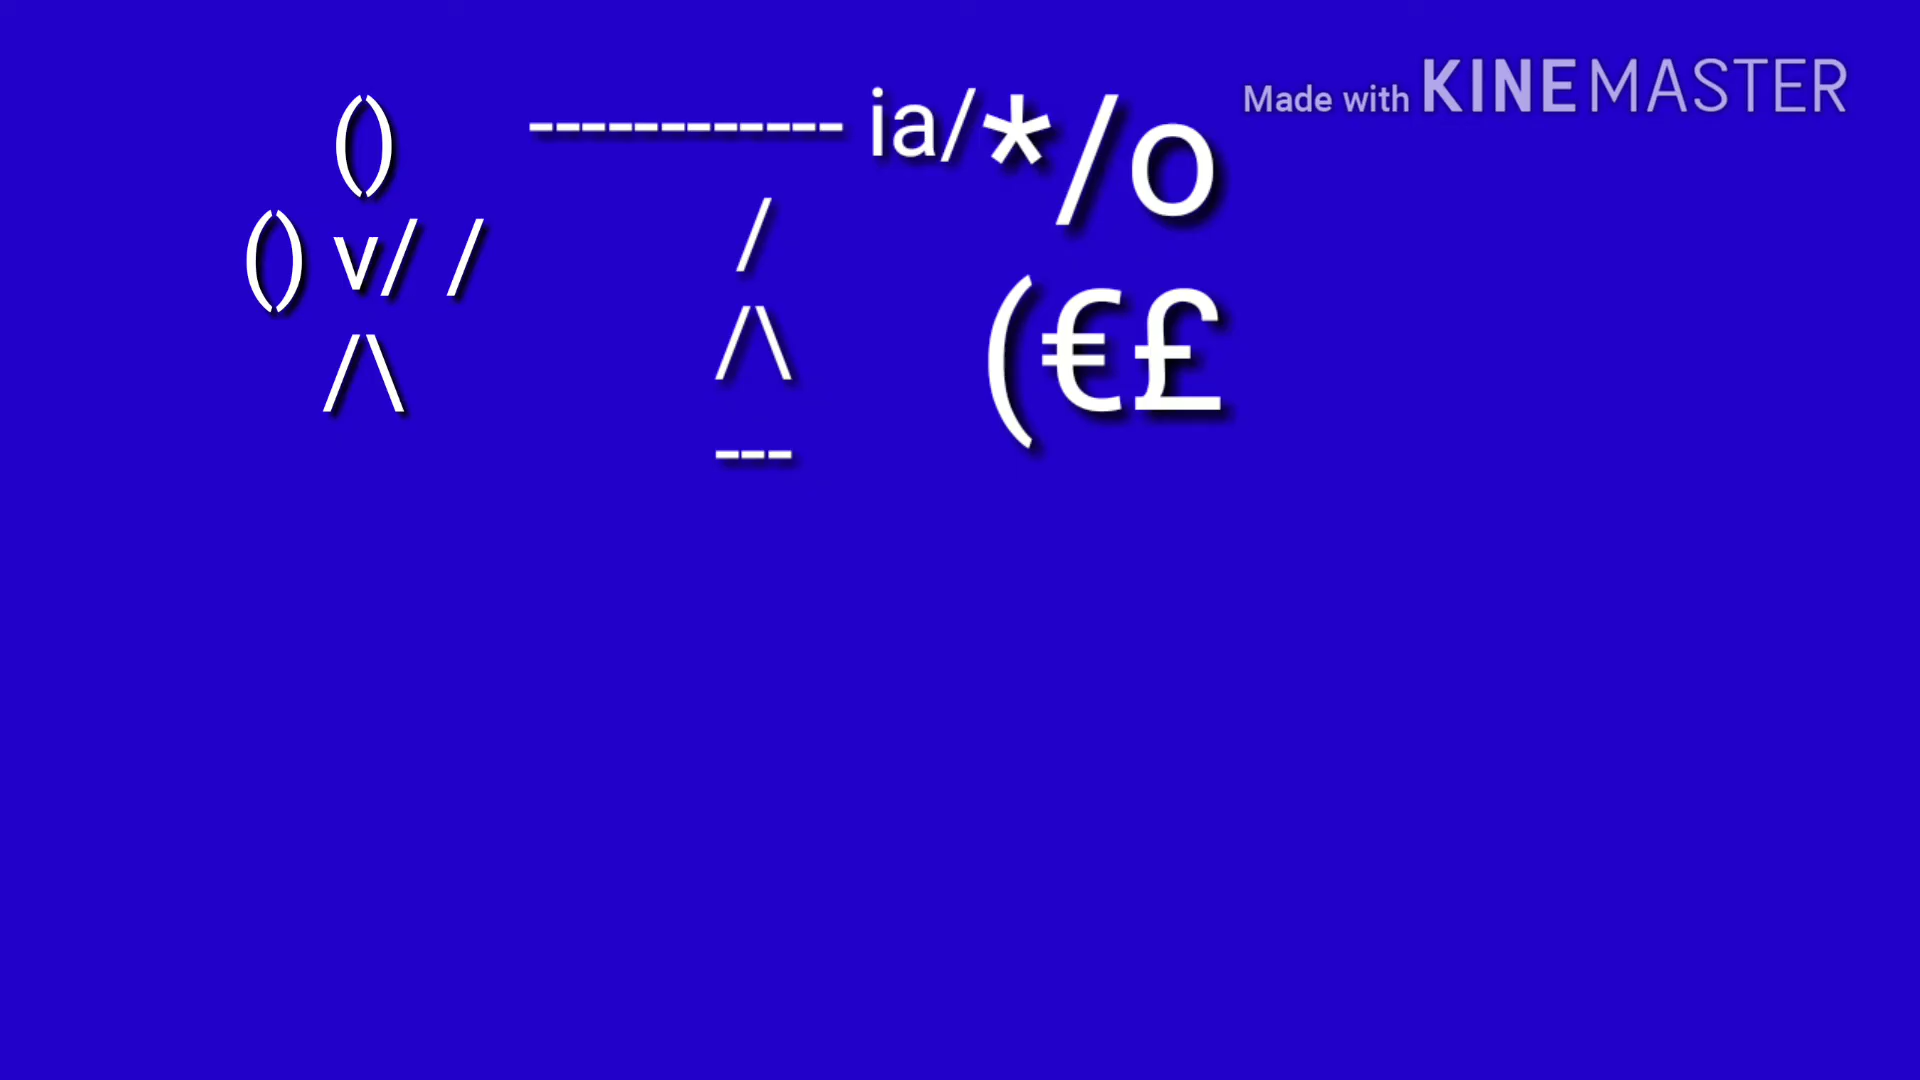 ()
() v/ /
/\
------------ ia/
/
/\
---
*/o
(€£
Made with KINEMASTER